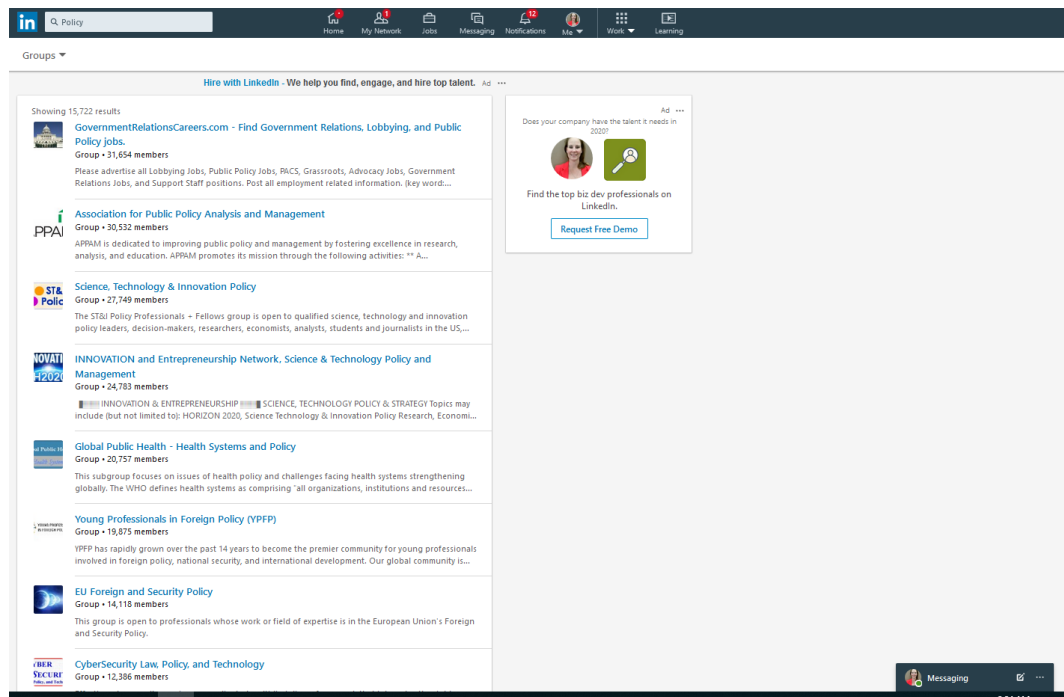 in
Policy
1
12
Home
My Network
Jobs
Messaging
Notifications
Me
Work
Learning
Groups
Hire with LinkedIn - We help you find, engage, and hire top talent. Ad ...
Showing 15,722 results
GovernmentRelationsCareers.com - Find Government Relations, Lobbying, and Public
Policy jobs.
Group • 31,654 members
Please advertise all Lobbying Jobs, Public Policy Jobs, PACS, Grassroots, Advocacy Jobs, Government
Relations Jobs, and Support Staff positions. Post all employment related information. (key word:...
PPAI
Association for Public Policy Analysis and Management
Group • 30,532 members
APPAM is dedicated to improving public policy and management by fostering excellence in research,
analysis, and education. APPAM promotes its mission through the following activities: ** A...
ST&
Polic
Science, Technology & Innovation Policy
Group • 27,749 members
The ST&I Policy Professionals + Fellows group is open to qualified science, technology and innovation
policy leaders, decision-makers, researchers, economists, analysts, students and journalists in the US,...
NOVATI
H2020
INNOVATION and Entrepreneurship Network, Science & Technology Policy and
Management
Group • 24,783 members
INNOVATION & ENTREPRENEURSHIP SCIENCE, TECHNOLOGY POLICY & STRATEGY Topics may
include (but not limited to): HORIZON 2020, Science Technology & Innovation Policy Research, Economi...
Global Public Health - Health Systems and Policy
Group • 20,757 members
This subgroup focuses on issues of health policy and challenges facing health systems strengthening
globally. The WHO defines health systems as comprising "all organizations, institutions and resources...
Young Professionals in Foreign Policy (YPFP)
Group • 19,875 members
YPFP has rapidly grown over the past 14 years to become the premier community for young professionals
involved in foreign policy, national security, and international development. Our global community is...
EU Foreign and Security Policy
Group • 14,118 members
This group is open to professionals whose work or field of expertise is in the European Union's Foreign
and Security Policy.
YBER
SECURI
CyberSecurity Law, Policy, and Technology
Group • 12,386 members
Ad ...
Does your company have the talent it needs in
2020?
Find the top biz dev professionals on
LinkedIn.
Request Free Demo
Messaging